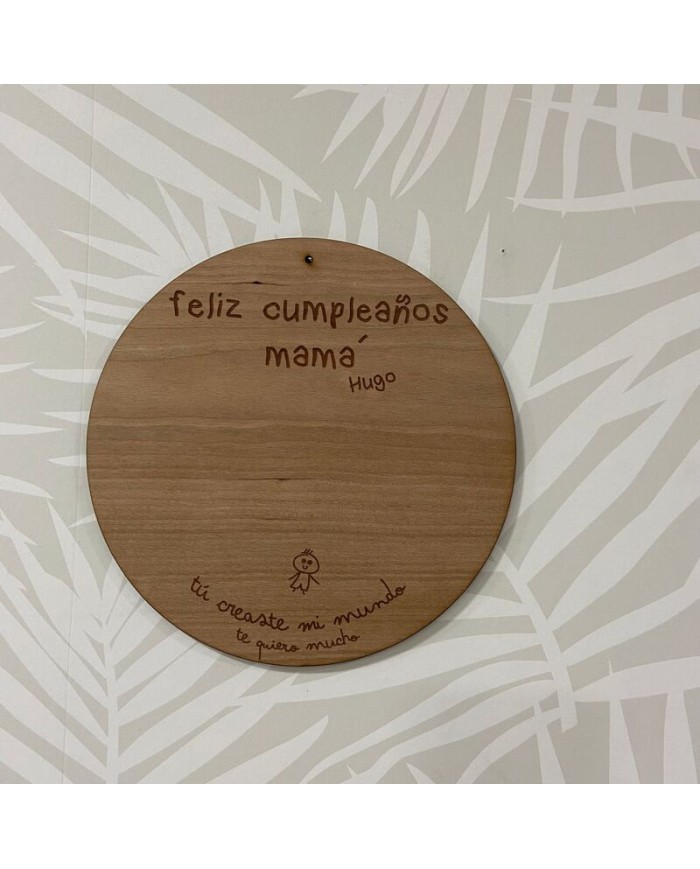 feliz cumpleaños
mamá
Hugo
tú creaste mi mundo
te quiero mucho